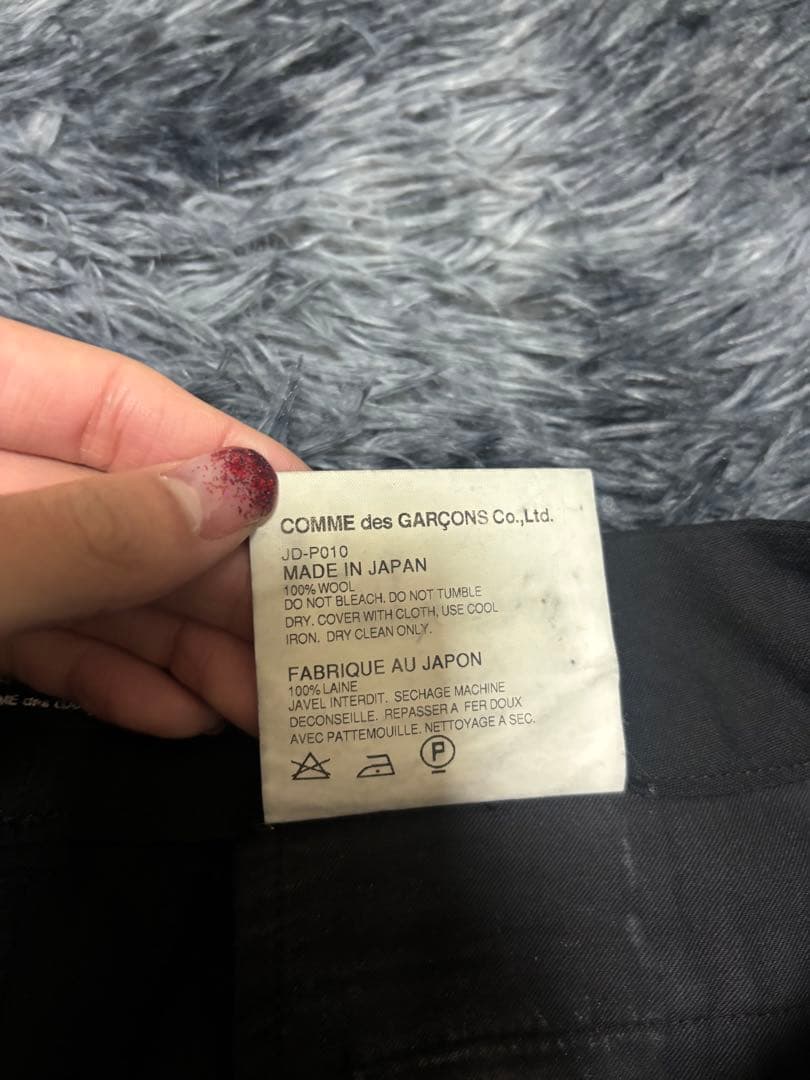 COMME des GARÇONS Co.,Ltd.
JD-P010
MADE IN JAPAN
100% WOOL
DO NOT BLEACH. DO NOT TUMBLE
DRY. COVER WITH CLOTH, USE COOL
IRON. DRY CLEAN ONLY.
FABRIQUE AU JAPON
100% LAINE
JAVEL INTERDIT. SECHAGE MACHINE
DECONSEILLE. REPASSER A FER DOUX
AVEC PATTEMOUILLE. NETTOYAGE A SEC.
P
des